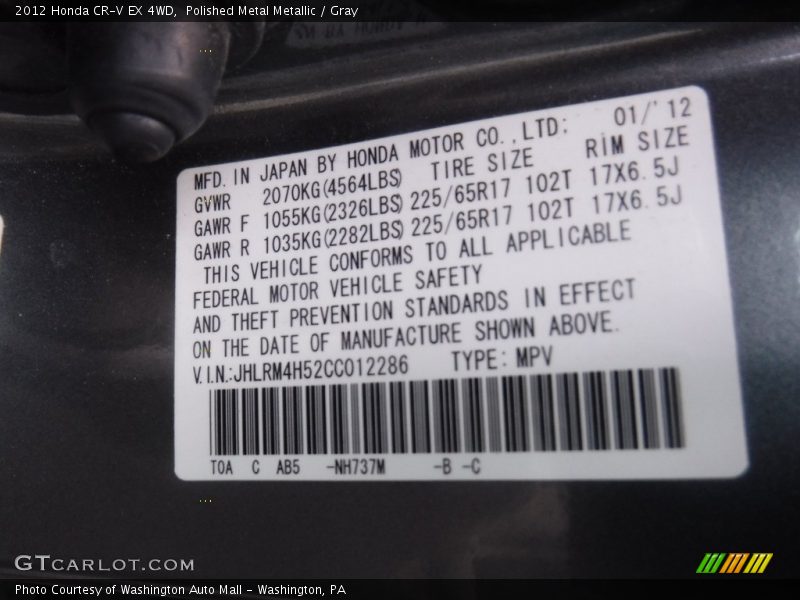 2012 Honda CR-V EX 4WD, Polished Metal Metallic / Gray
MFD. IN JAPAN BY HONDA MOTOR CO.,LTD: 01/'12
GVWR 2070KG(4564LBS) TIRE SIZE RIM SIZE
GAWR F 1055KG(2326LBS) 225/65R17 102T 17X6.5J
GAWR R 1035KG(2282LBS) 225/65R17 102T 17X6.5J
THIS VEHICLE CONFORMS TO ALL APPLICABLE
FEDERAL MOTOR VEHICLE SAFETY
AND THEFT PREVENTION STANDARDS IN EFFECT
ON THE DATE OF MANUFACTURE SHOWN ABOVE.
V.I.N.:JHLRM4H52CC012286 TYPE:MPV
T0A C AB5 -NH737M -B -C
GTCARLOT.COM
Photo Courtesy of Washington Auto Mall - Washington, PA